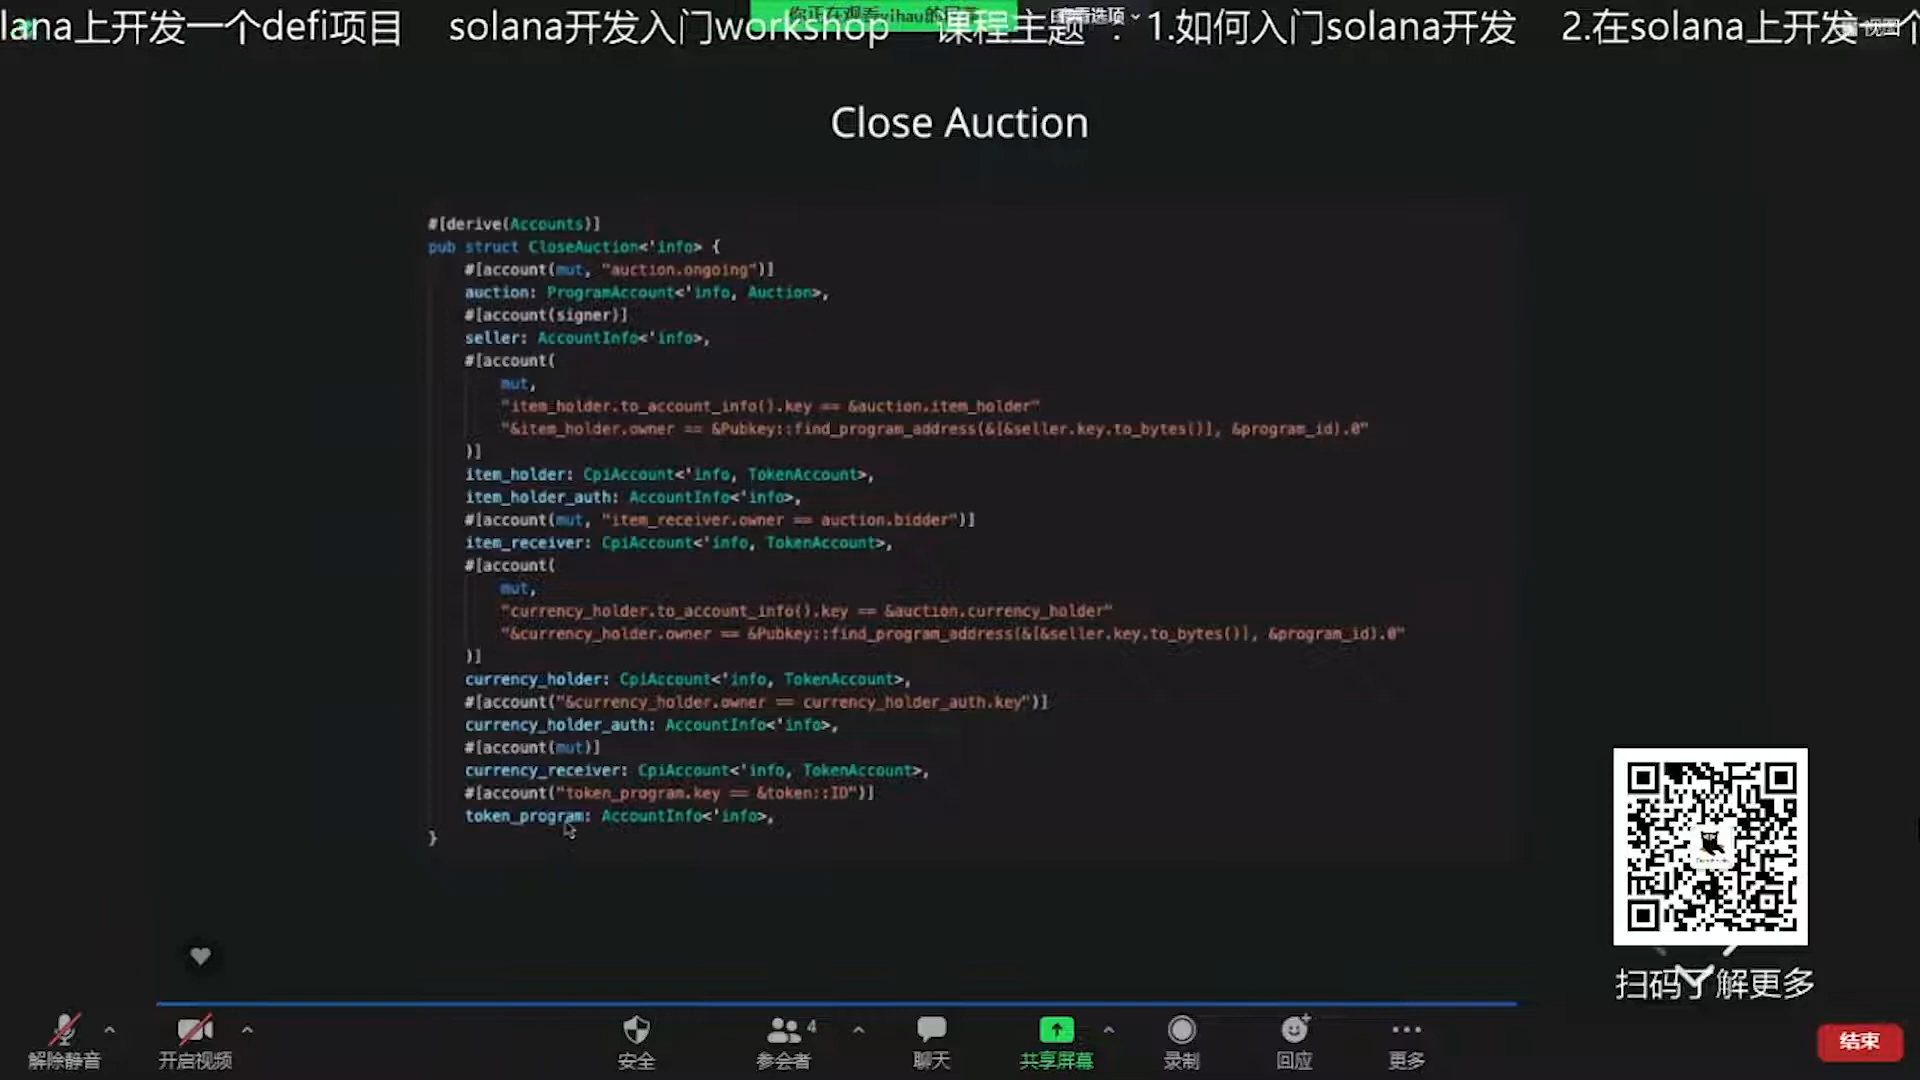 lana上开发一个defi项目 solana开发入门workshop 课程主题：1.如何入门solana开发 2.在solana上开发一个
视图
Close Auction
#[derive(Accounts)]
pub struct CloseAuction<'info> {
#[account(mut, "auction.ongoing")]
auction: ProgramAccount<'info, Auction>,
#[account(signer)]
seller: AccountInfo<'info>,
#[account(
mut,
"item_holder.to_account_info().key == &auction.item_holder"
"&item_holder.owner == &Pubkey::find_program_address(&[&seller.key.to_bytes()], &program_id).0"
)]
item_holder: CpiAccount<'info, TokenAccount>,
item_holder_auth: AccountInfo<'info>,
#[account(mut, "item_receiver.owner == auction.bidder")]
item_receiver: CpiAccount<'info, TokenAccount>,
#[account(
mut,
"currency_holder.to_account_info().key == &auction.currency_holder"
"&currency_holder.owner == &Pubkey::find_program_address(&[&seller.key.to_bytes()], &program_id).0"
)]
currency_holder: CpiAccount<'info, TokenAccount>,
#[account("&currency_holder.owner == currency_holder_auth.key")]
currency_holder_auth: AccountInfo<'info>,
#[account(mut)]
currency_receiver: CpiAccount<'info, TokenAccount>,
#[account("token_program.key == &token::ID")]
token_program: AccountInfo<'info>,
}
扫码了解更多
解除静音 开启视频 安全 参会者 4 聊天 共享屏幕 录制 回应 更多 结束